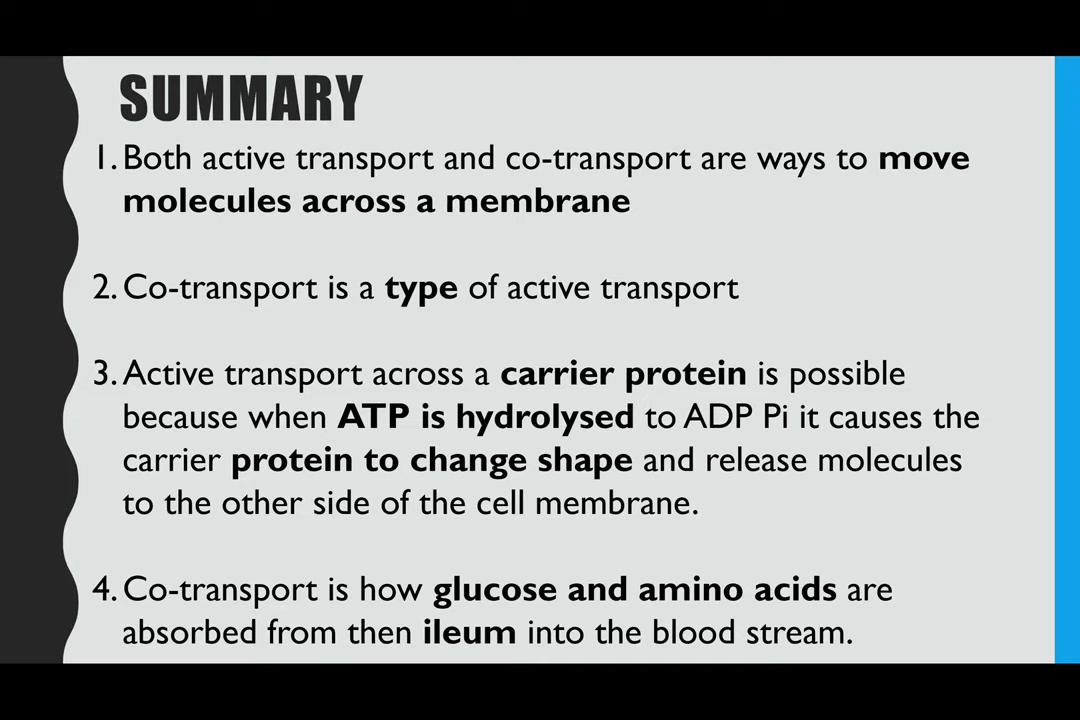 SUMMARY
1. Both active transport and co-transport are ways to move
molecules across a membrane
2. Co-transport is a type of active transport
3. Active transport across a carrier protein is possible
because when ATP is hydrolysed to ADP Pi it causes the
carrier protein to change shape and release molecules
to the other side of the cell membrane.
4. Co-transport is how glucose and amino acids are
absorbed from then ileum into the blood stream.